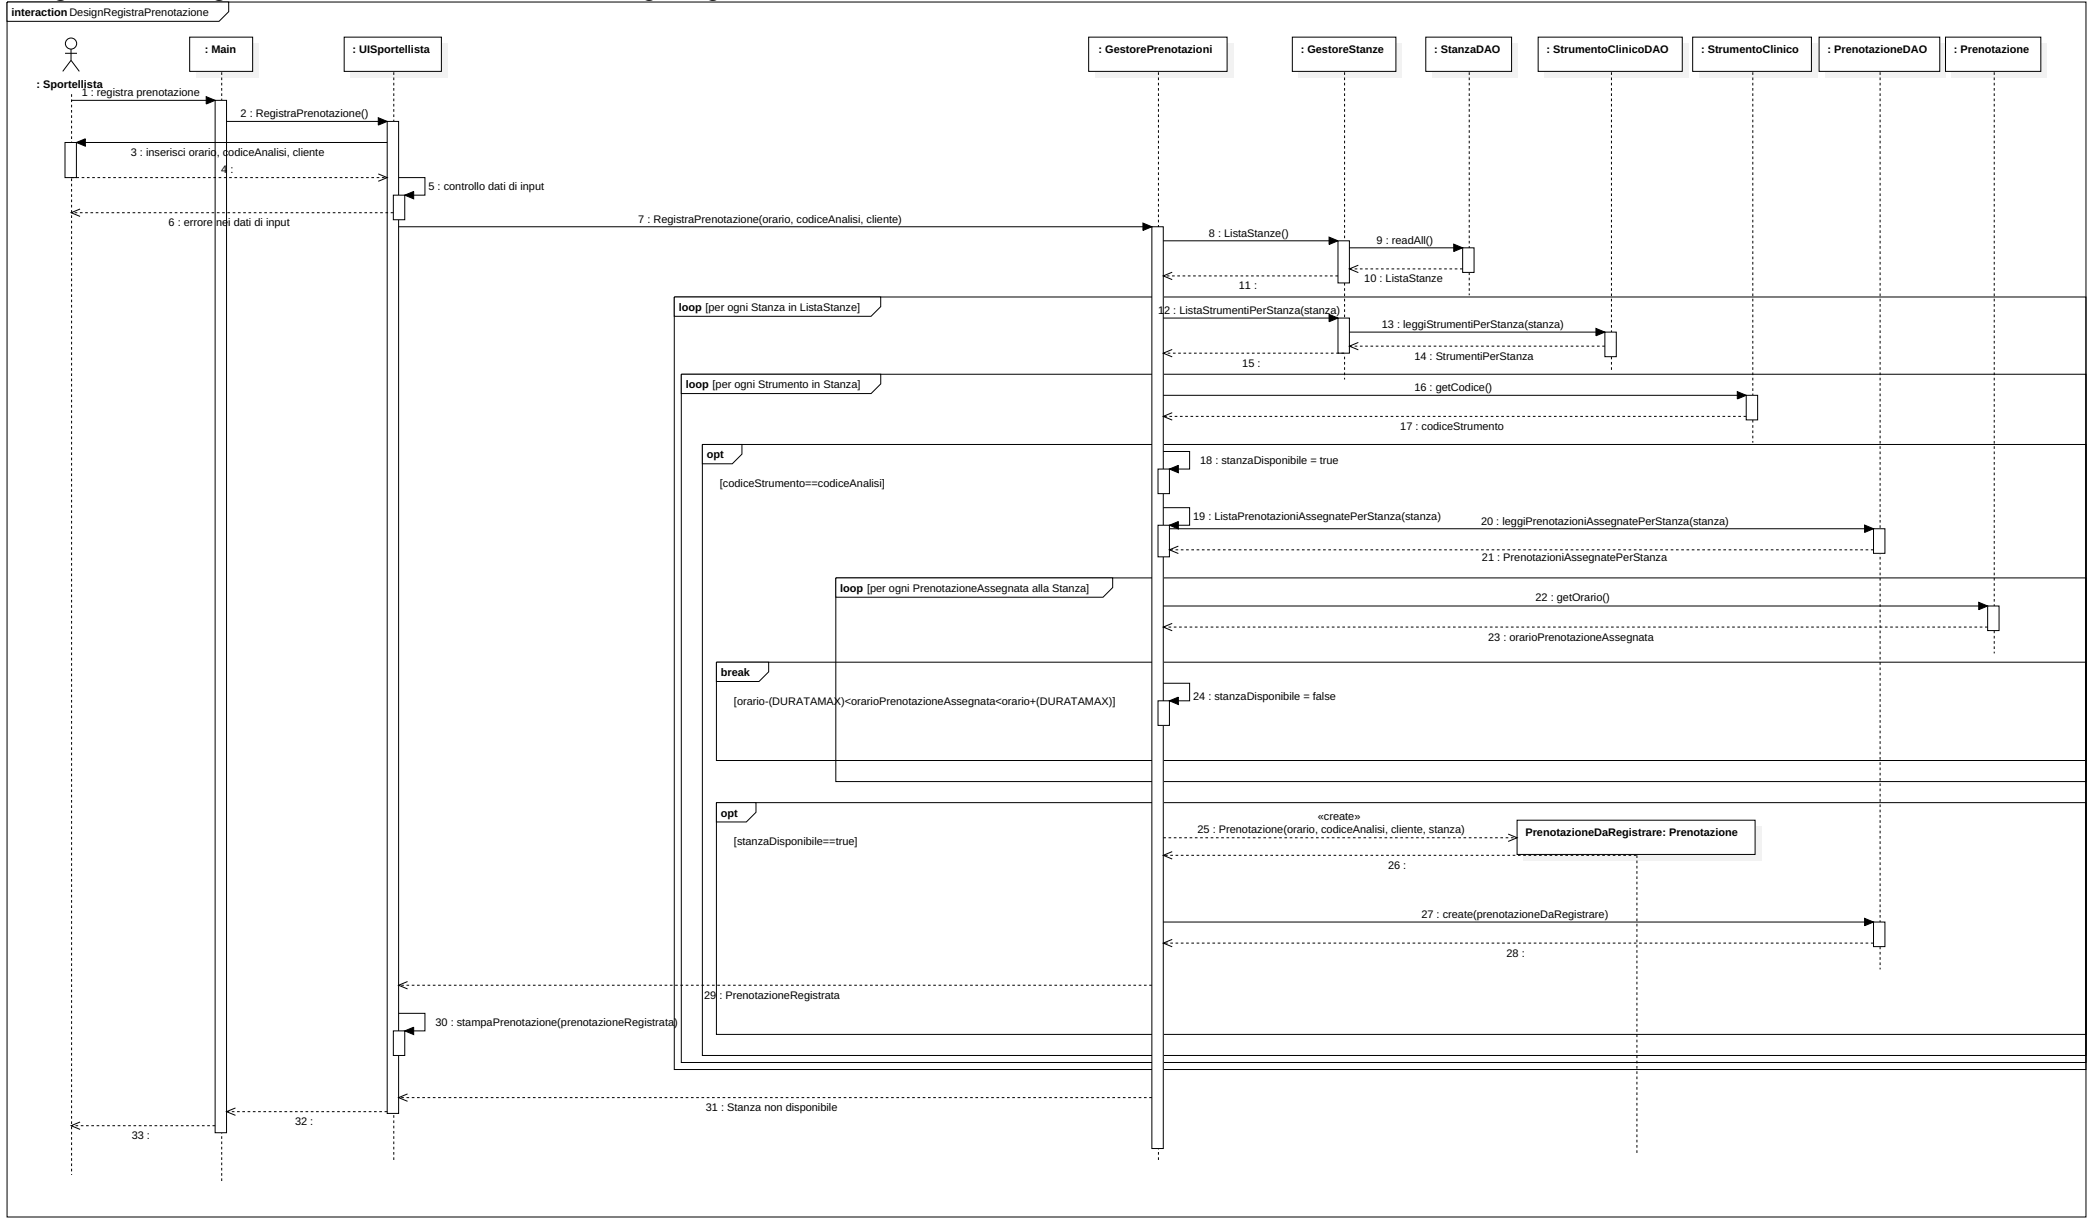 interaction DesignRegistraPrenotazione
: Sportellista
: Main
: UISportellista
: GestorePrenotazioni
: GestoreStanze
: StanzaDAO
: StrumentoClinicoDAO
: StrumentoClinico
: PrenotazioneDAO
: Prenotazione
1 : registra prenotazione
2 : RegistraPrenotazione()
3 : inserisci orario, codiceAnalisi, cliente
4 :
5 : controllo dati di input
6 : errore nei dati di input
7 : RegistraPrenotazione(orario, codiceAnalisi, cliente)
8 : ListaStanze()
9 : readAll()
10 : ListaStanze
11 :
loop [per ogni Stanza in ListaStanze]
12 : ListaStrumentiPerStanza(stanza)
13 : leggiStrumentiPerStanza(stanza)
14 : StrumentiPerStanza
15 :
loop [per ogni Strumento in Stanza]
16 : getCodice()
17 : codiceStrumento
opt
[codiceStrumento==codiceAnalisi]
18 : stanzaDisponibile = true
19 : ListaPrenotazioniAssegnatePerStanza(stanza)
20 : leggiPrenotazioniAssegnatePerStanza(stanza)
21 : PrenotazioniAssegnatePerStanza
loop [per ogni PrenotazioneAssegnata alla Stanza]
22 : getOrario()
23 : orarioPrenotazioneAssegnata
break
[orario-(DURATAMAX)<orarioPrenotazioneAssegnata<orario+(DURATAMAX)]
24 : stanzaDisponibile = false
opt
[stanzaDisponibile==true]
«create»
25 : Prenotazione(orario, codiceAnalisi, cliente, stanza)
PrenotazioneDaRegistrare: Prenotazione
26 :
27 : create(prenotazioneDaRegistrare)
28 :
29 : PrenotazioneRegistrata
30 : stampaPrenotazione(prenotazioneRegistrata)
31 : Stanza non disponibile
32 :
33 :